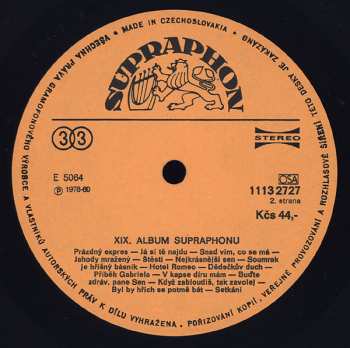 VŠECHNA PRÁVA GRAMOFONOVÉHO VÝROBCE A VLASTNÍKŮ AUTORSKÝCH PRÁV K DÍLU VYHRAŽENA. POŘIZOVÁNÍ KOPIÍ, VEREJNÉ PROVOZOVÁNÍ A ROZHLASOVÉ ŠÍŘENÍ TÉTO DESKY JE ZAKÁZÁNO
MADE IN CZECHOSLOVAKIA
SUPRAPHON
33
STEREO
E 5064
Ⓟ 1978-80
OSA
1113 2727
2. strana
Kčs 44,-
XIX. ALBUM SUPRAPHONU
Prázdný expres — Já si tě najdu — Snad vím, co se má —
Jahody mražený — Štěstí — Nejkrásnější sen — Soumrak
je hříšný básník — Hotel Romeo — Dědečkův duch —
Příběh Gabriela — V kapse díru mám — Buďte
zdráv, pane Sen — Když zabloudíš, tak zavolej —
Byl by hřích se potmě bát — Setkání